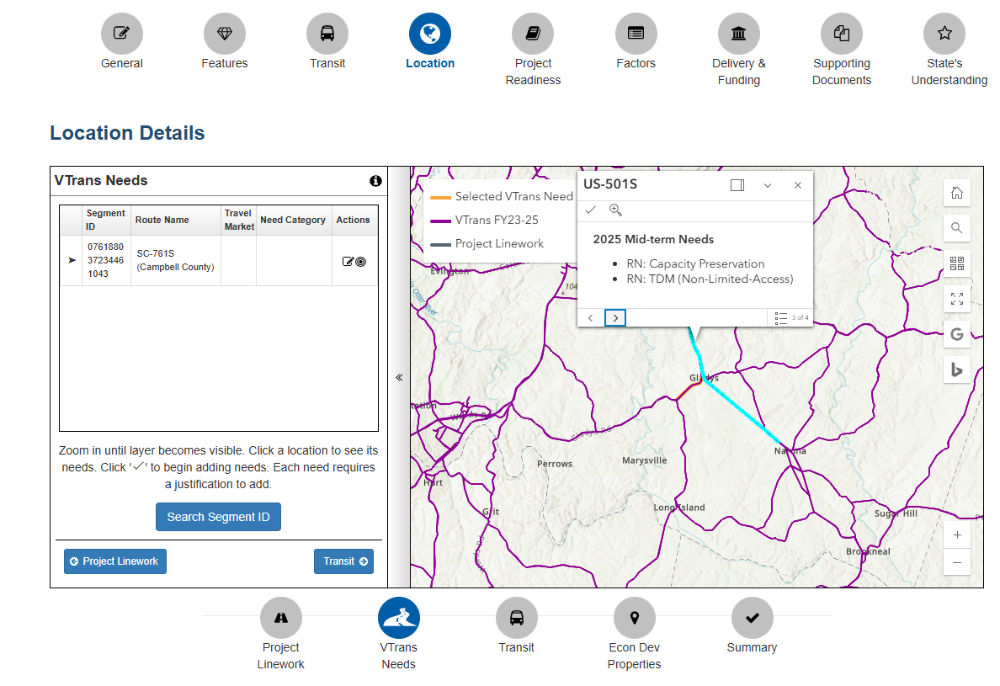 General
Features
Transit
Location
Project
Readiness
Factors
Delivery &
Funding
Supporting
Documents
State's
Understanding
Location Details
VTrans Needs
Segment
ID
Route Name
Travel
Market
Need Category
Actions
0761880
3723446
1043
SC-761S
(Campbell County)
Zoom in until layer becomes visible. Click a location to see its
needs. Click '✓' to begin adding needs. Each need requires
a justification to add.
Search Segment ID
Project Linework
Transit
Selected VTrans Need
VTrans FY23-25
Project Linework
US-501S
2025 Mid-term Needs
• RN: Capacity Preservation
• RN: TDM (Non-Limited-Access)
3 of 4
Evington
104
Gladys
Gladys Rd
Perrows
Marysville
Hurt
Grit
Long Island
Naruna
Sugar Hill
Brookneal
G
+
−
Project
Linework
VTrans
Needs
Transit
Econ Dev
Properties
Summary